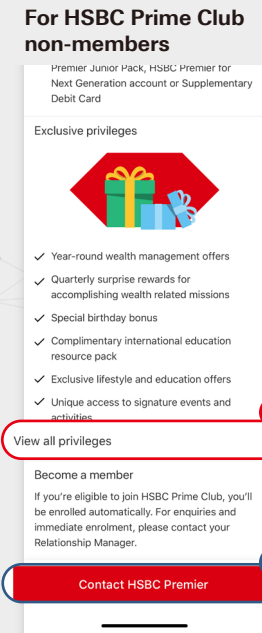 For HSBC Prime Club
non-members
Premier Junior Pack, HSBC Premier for
Next Generation account or Supplementary
Debit Card
Exclusive privileges
Year-round wealth management offers
Quarterly surprise rewards for
accomplishing wealth related missions
Special birthday bonus
Complimentary international education
resource pack
Exclusive lifestyle and education offers
Unique access to signature events and
activities
View all privileges
Become a member
If you're eligible to join HSBC Prime Club, you'll
be enrolled automatically. For enquiries and
immediate enrolment, please contact your
Relationship Manager.
Contact HSBC Premier